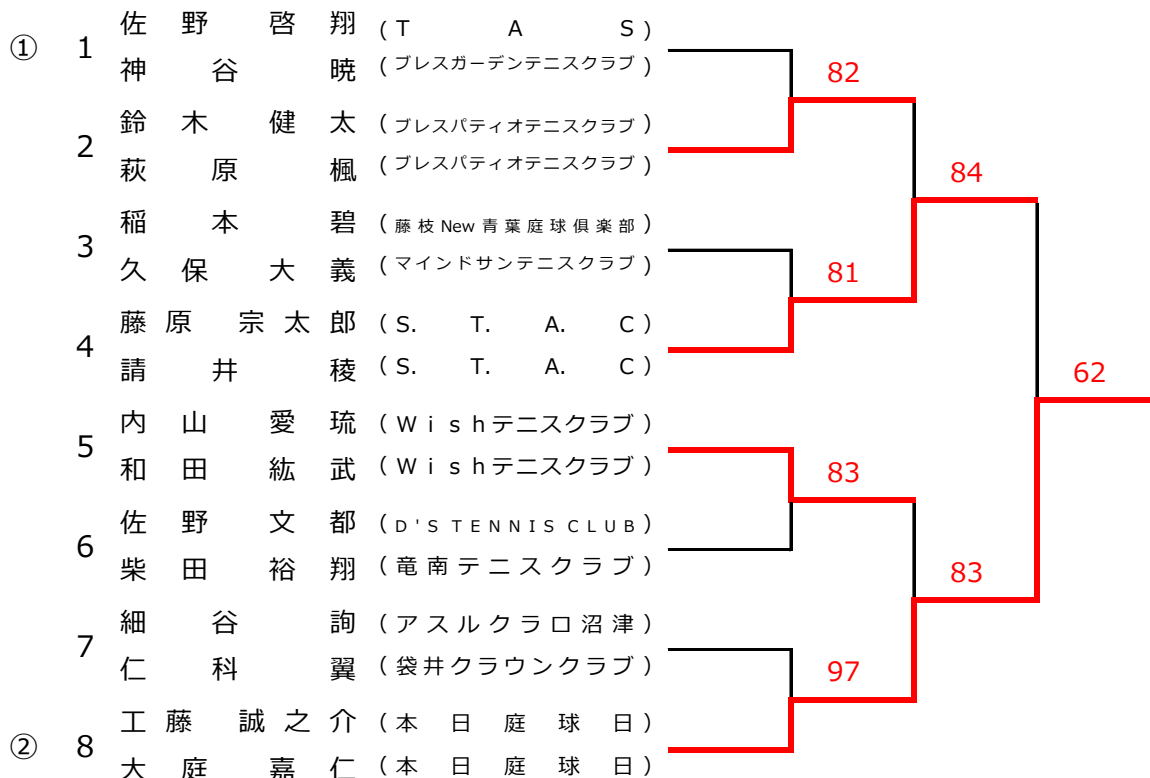 ① 1 佐野 啓翔 (TAS)
神谷 暁 (ブレスガーデンテニスクラブ)
82
2 鈴木 健太 (ブレスパティオテニスクラブ)
萩原 楓 (ブレスパティオテニスクラブ)
84
3 稲本 碧 (藤枝New青葉庭球倶楽部)
久保 大義 (マインドサンテニスクラブ)
81
4 藤原 宗太郎 (S.T.A.C)
請井 稜 (S.T.A.C)
62
5 内山 愛琉 (Wishテニスクラブ)
和田 紘武 (Wishテニスクラブ)
83
6 佐野 文都 (D'S TENNIS CLUB)
柴田 裕翔 (竜南テニスクラブ)
83
7 細谷 詢 (アスルクラロ沼津)
仁科 翼 (袋井クラウンクラブ)
97
② 8 工藤 誠之介 (本日庭球日)
大庭 嘉仁 (本日庭球日)